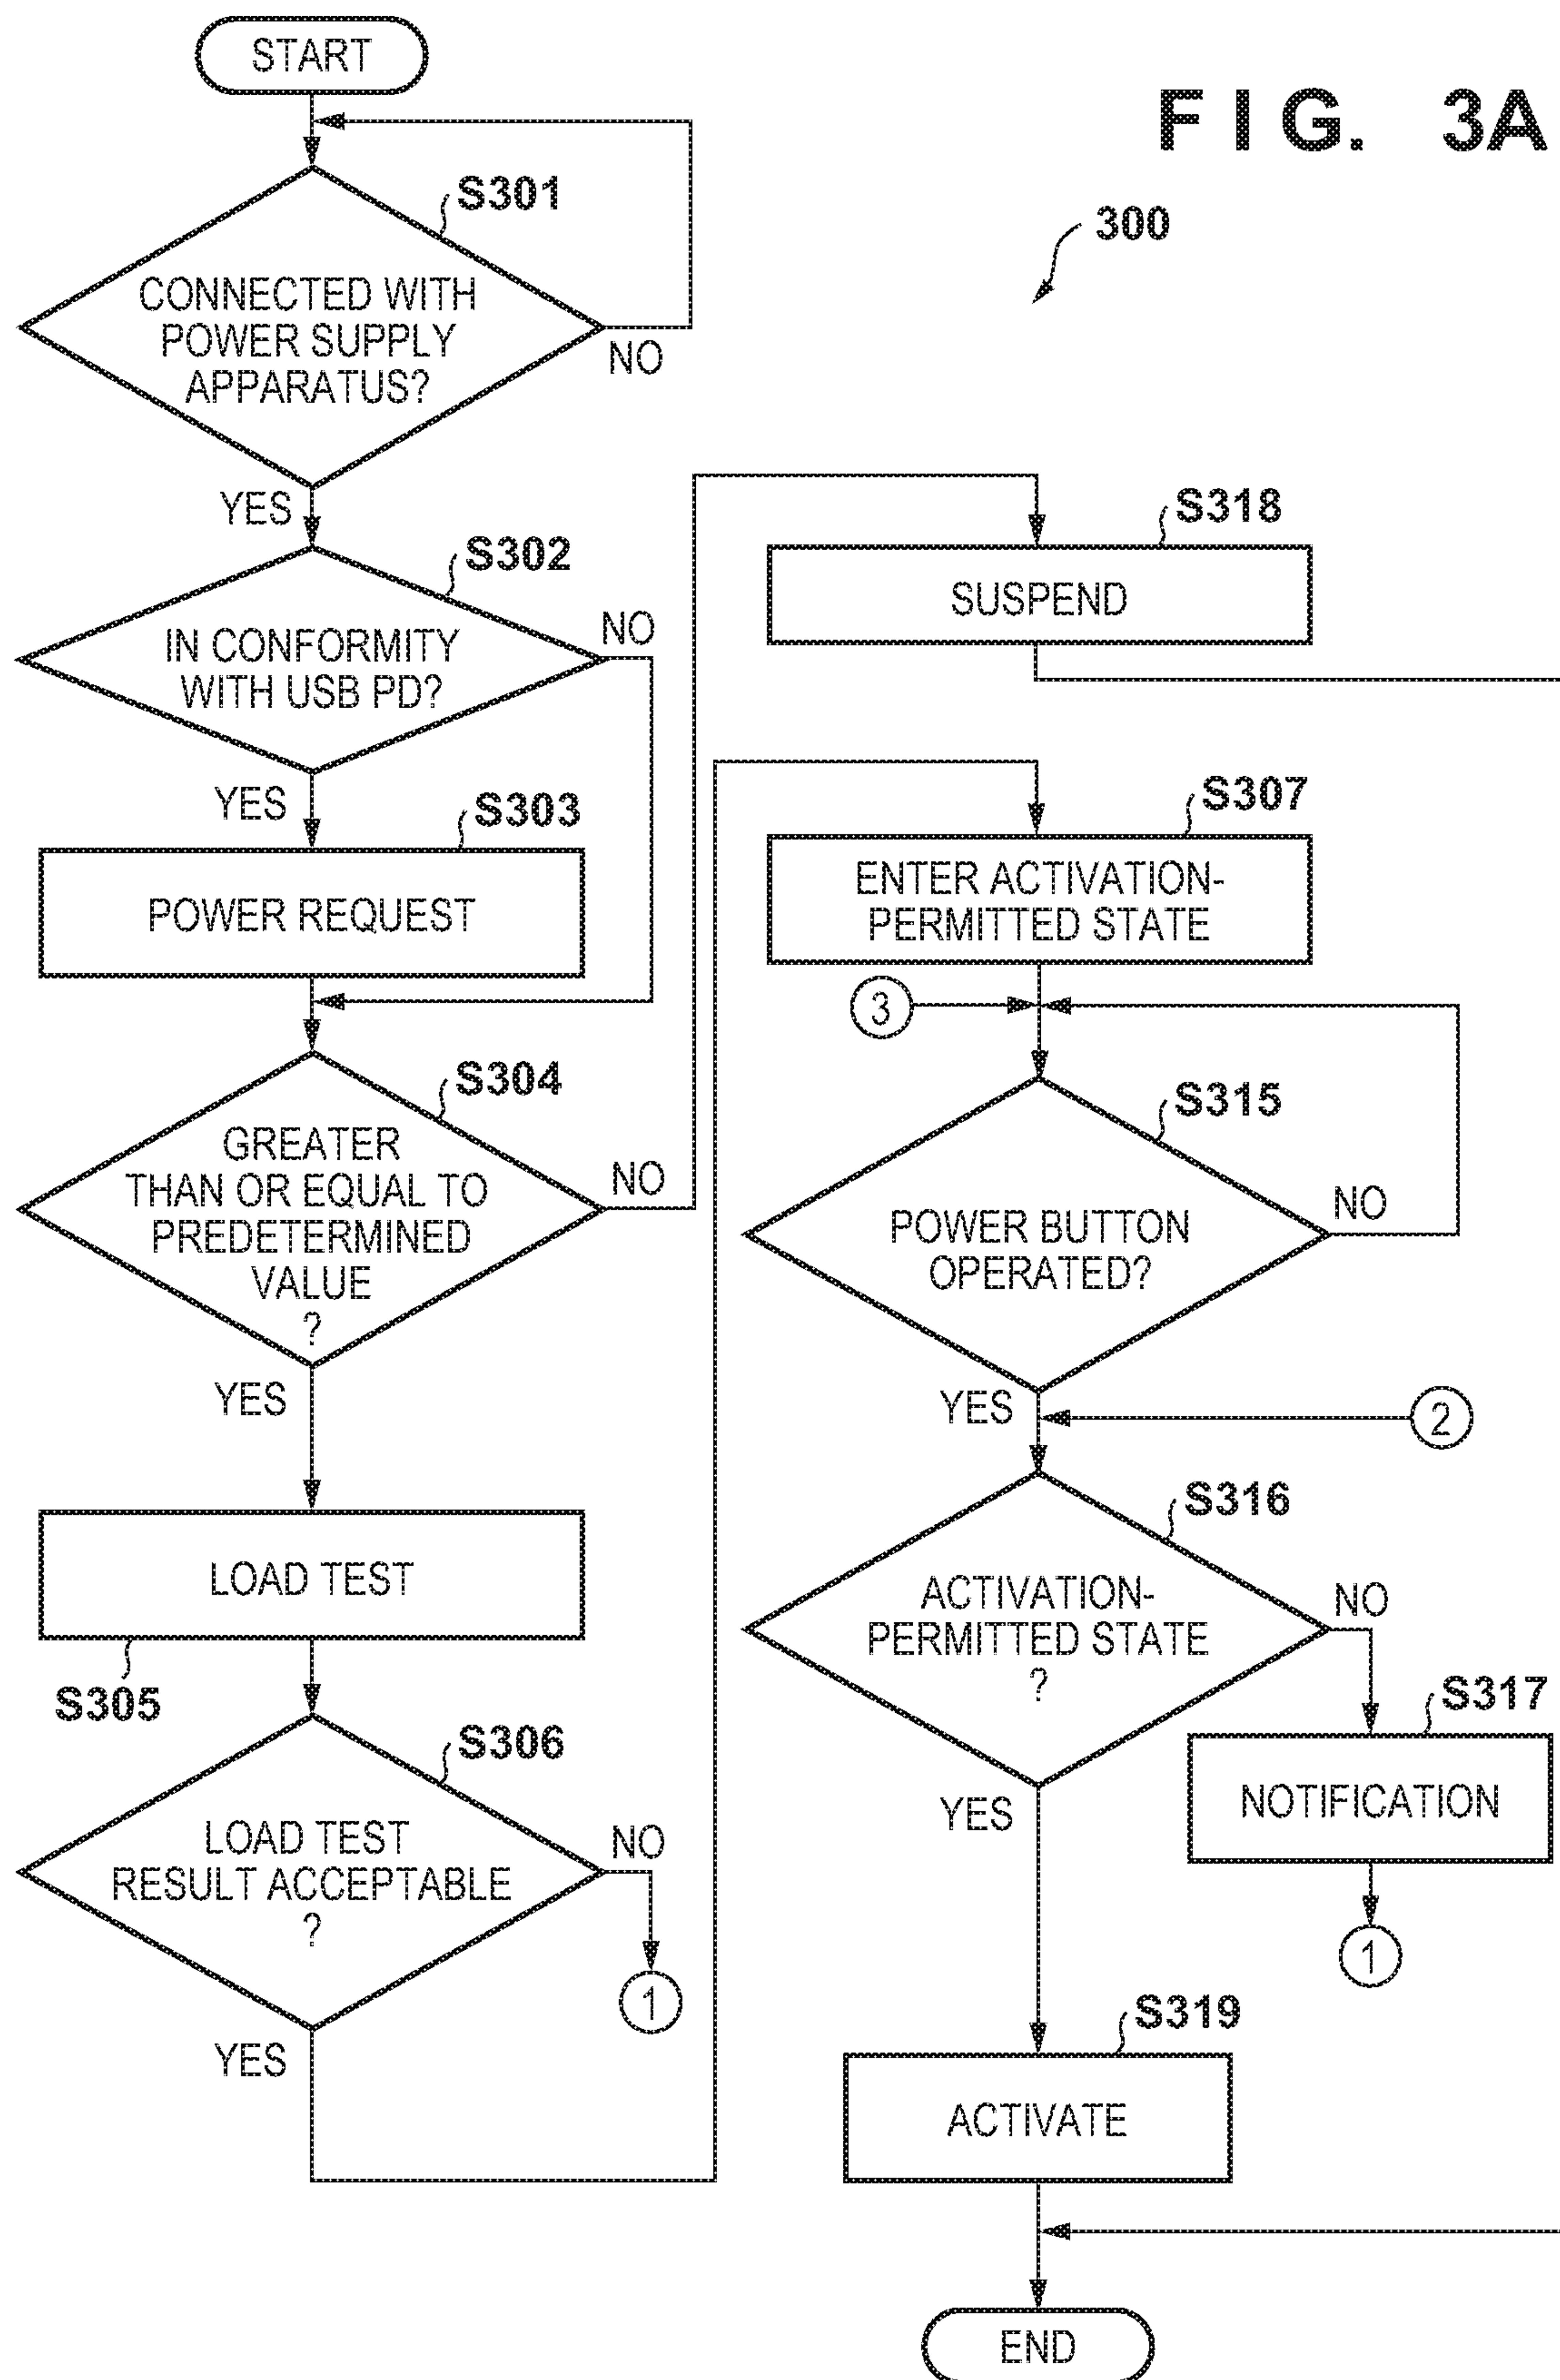 FIG. 3A
300
START
S301
CONNECTED WITH
POWER SUPPLY
APPARATUS?
NO
YES
S302
IN CONFORMITY
WITH USB PD?
NO
YES
S303
POWER REQUEST
S304
GREATER
THAN OR EQUAL TO
PREDETERMINED
VALUE
?
NO
YES
LOAD TEST
S305
S306
LOAD TEST
RESULT ACCEPTABLE
?
NO
1
YES
S318
SUSPEND
S307
ENTER ACTIVATION-
PERMITTED STATE
3
S315
POWER BUTTON
OPERATED?
NO
YES
2
S316
ACTIVATION-
PERMITTED STATE
?
NO
S317
NOTIFICATION
1
YES
S319
ACTIVATE
END